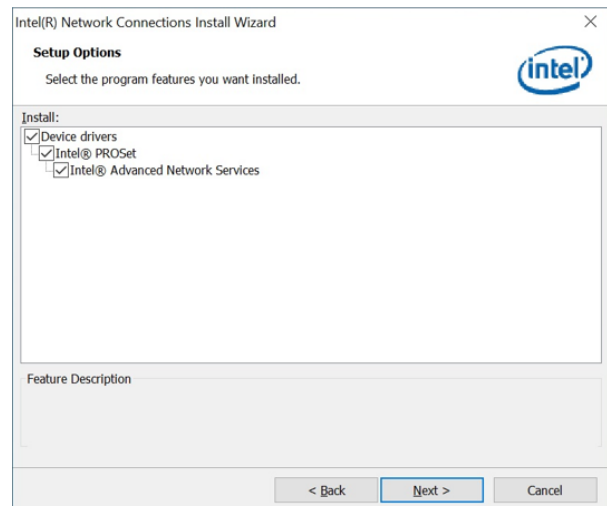 Intel(R) Network Connections Install Wizard
Setup Options
Select the program features you want installed.
intel
Install:
Device drivers
Intel® PROSet
Intel® Advanced Network Services
Feature Description
< Back
Next >
Cancel